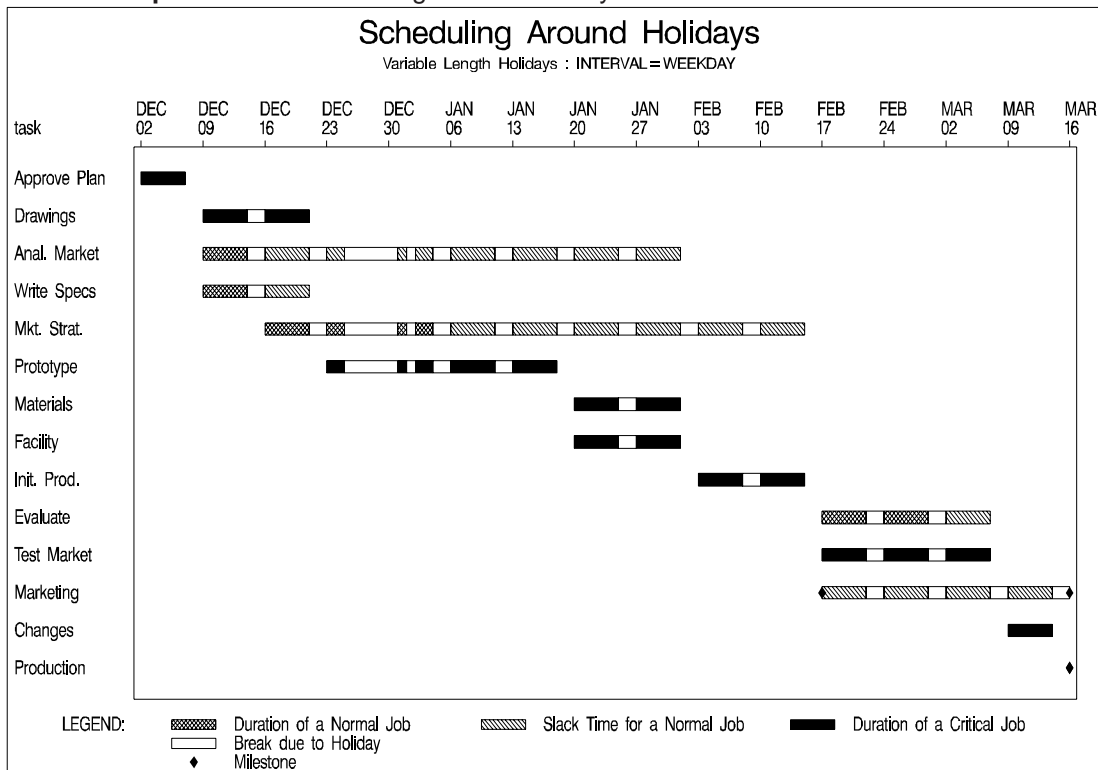 Scheduling Around Holidays
Variable Length Holidays : INTERVAL=WEEKDAY
DEC DEC DEC DEC DEC JAN JAN JAN JAN FEB FEB FEB FEB MAR MAR MAR
task 02 09 16 23 30 06 13 20 27 03 10 17 24 02 09 16
Approve Plan
Drawings
Anal. Market
Write Specs
Mkt. Strat.
Prototype
Materials
Facility
Init. Prod.
Evaluate
Test Market
Marketing
Changes
Production
LEGEND: Duration of a Normal Job Slack Time for a Normal Job Duration of a Critical Job
Break due to Holiday
Milestone